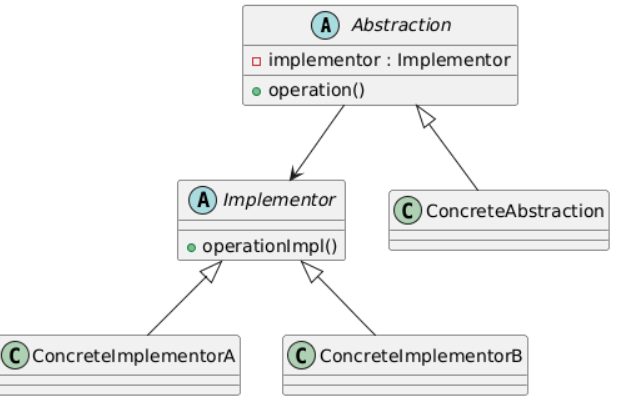 A Abstraction
implementor : Implementor
operation()
A Implementor
operationImpl()
C ConcreteAbstraction
C ConcreteImplementorA
C ConcreteImplementorB